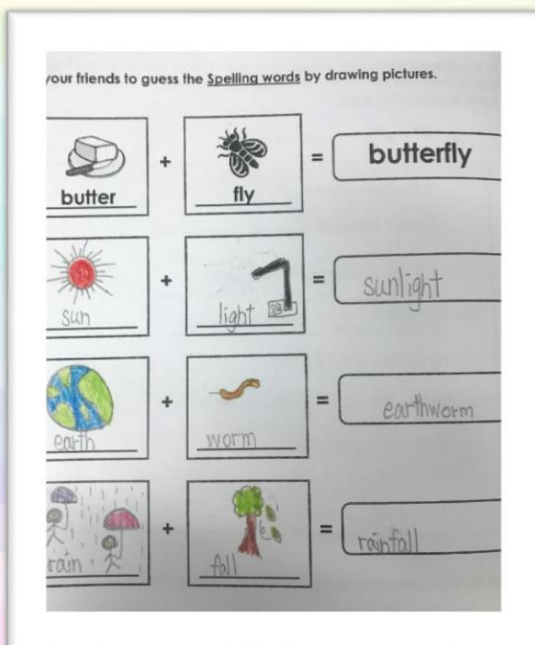 your friends to guess the Spelling words by drawing pictures.
butter + fly = butterfly
sun + light = sunlight
earth + worm = earthworm
rain + fall = rainfall